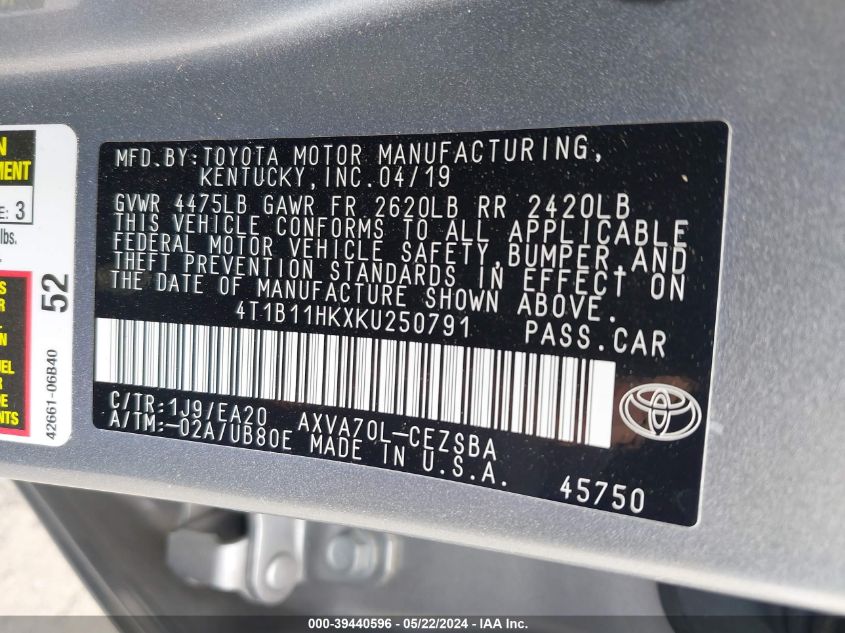 MFD.BY:TOYOTA MOTOR MANUFACTURING,
KENTUCKY,INC.04/19
GVWR 4475LB GAWR FR 2620LB RR 2420LB
THIS VEHICLE CONFORMS TO ALL APPLICABLE
FEDERAL MOTOR VEHICLE SAFETY,BUMPER,AND
THEFT PREVENTION STANDARDS IN EFFECT ON
THE DATE OF MANUFACTURE SHOWN ABOVE.
4T1B11HKXKU250791 PASS.CAR
C/TR:1J9/EA20 AXVA70L-CEZSBA
A/TM:-02A/UB80E MADE IN U.S.A.
45750
E: 3
lbs.
52
42661-06B40
000-39440596 — 05/22/2024 — IAA Inc.